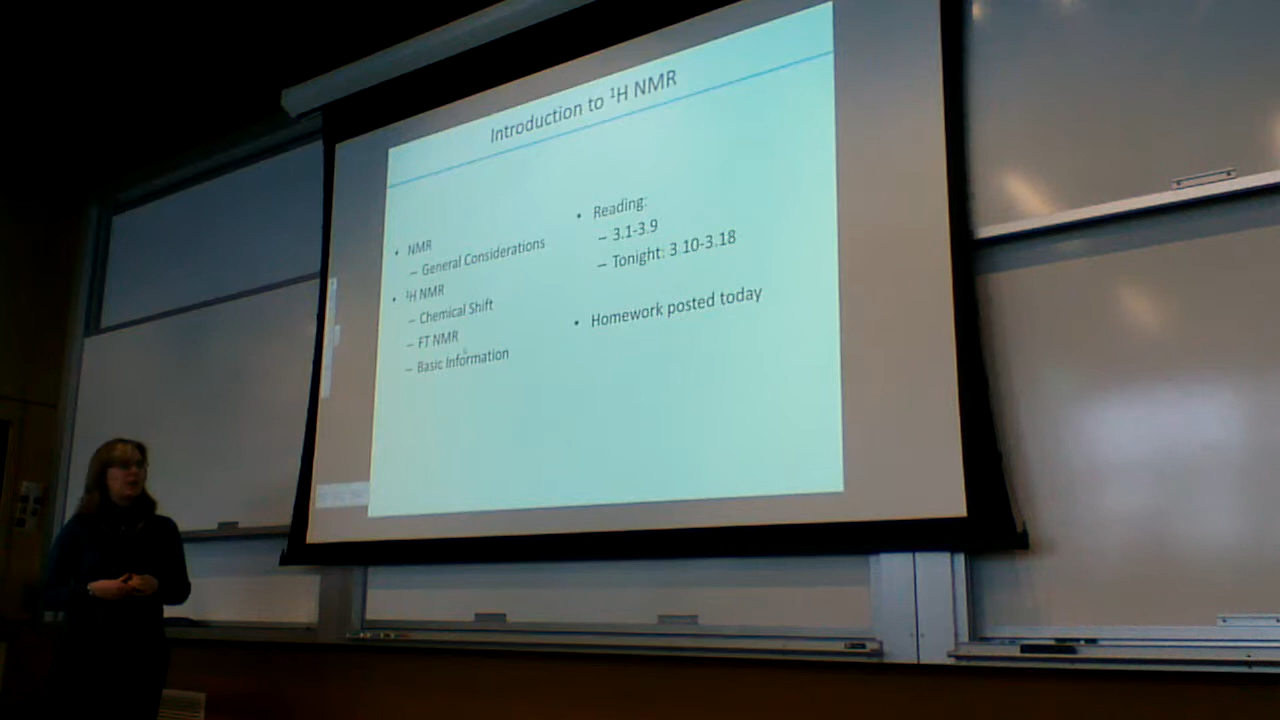 Introduction to ¹H NMR
• NMR
– General Considerations
• ¹H NMR
– Chemical Shift
– FT NMR
– Basic Information
• Reading:
– 3.1-3.9
– Tonight: 3.10-3.18
• Homework posted today